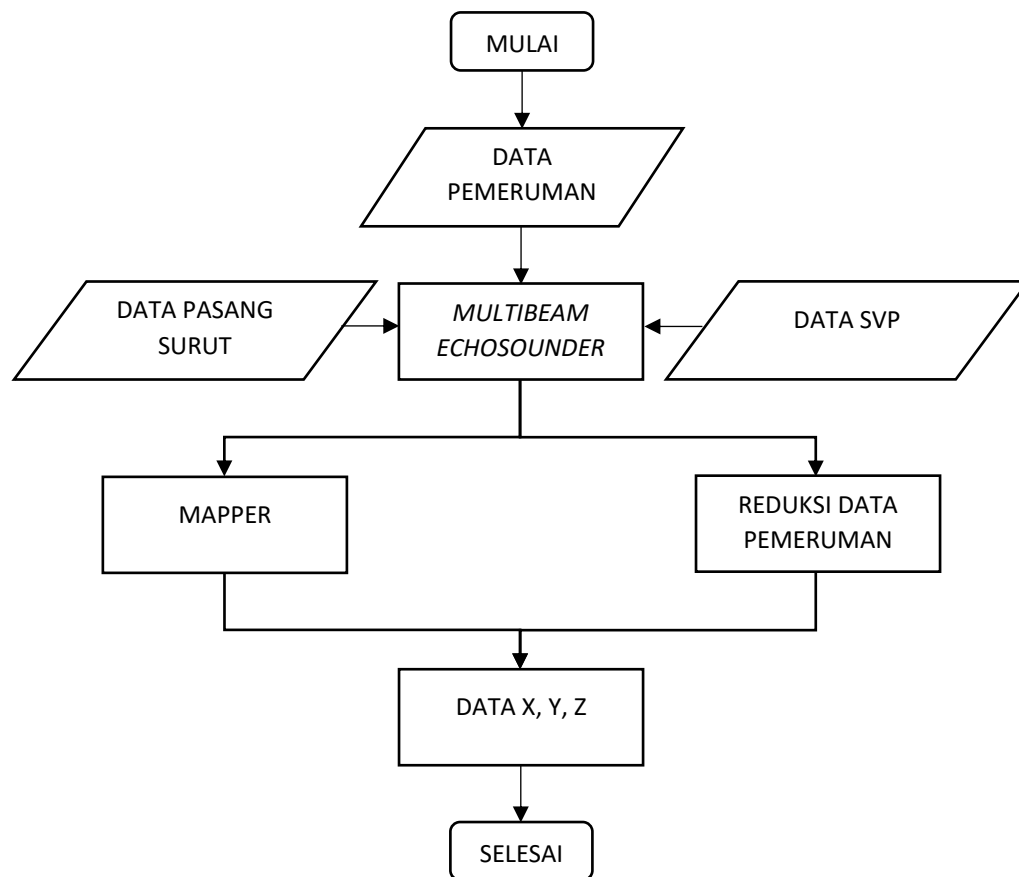 MULAI
DATA
PEMERUMAN
DATA PASANG
SURUT
MULTIBEAM
ECHOSOUNDER
DATA SVP
MAPPER
REDUKSI DATA
PEMERUMAN
DATA X, Y, Z
SELESAI